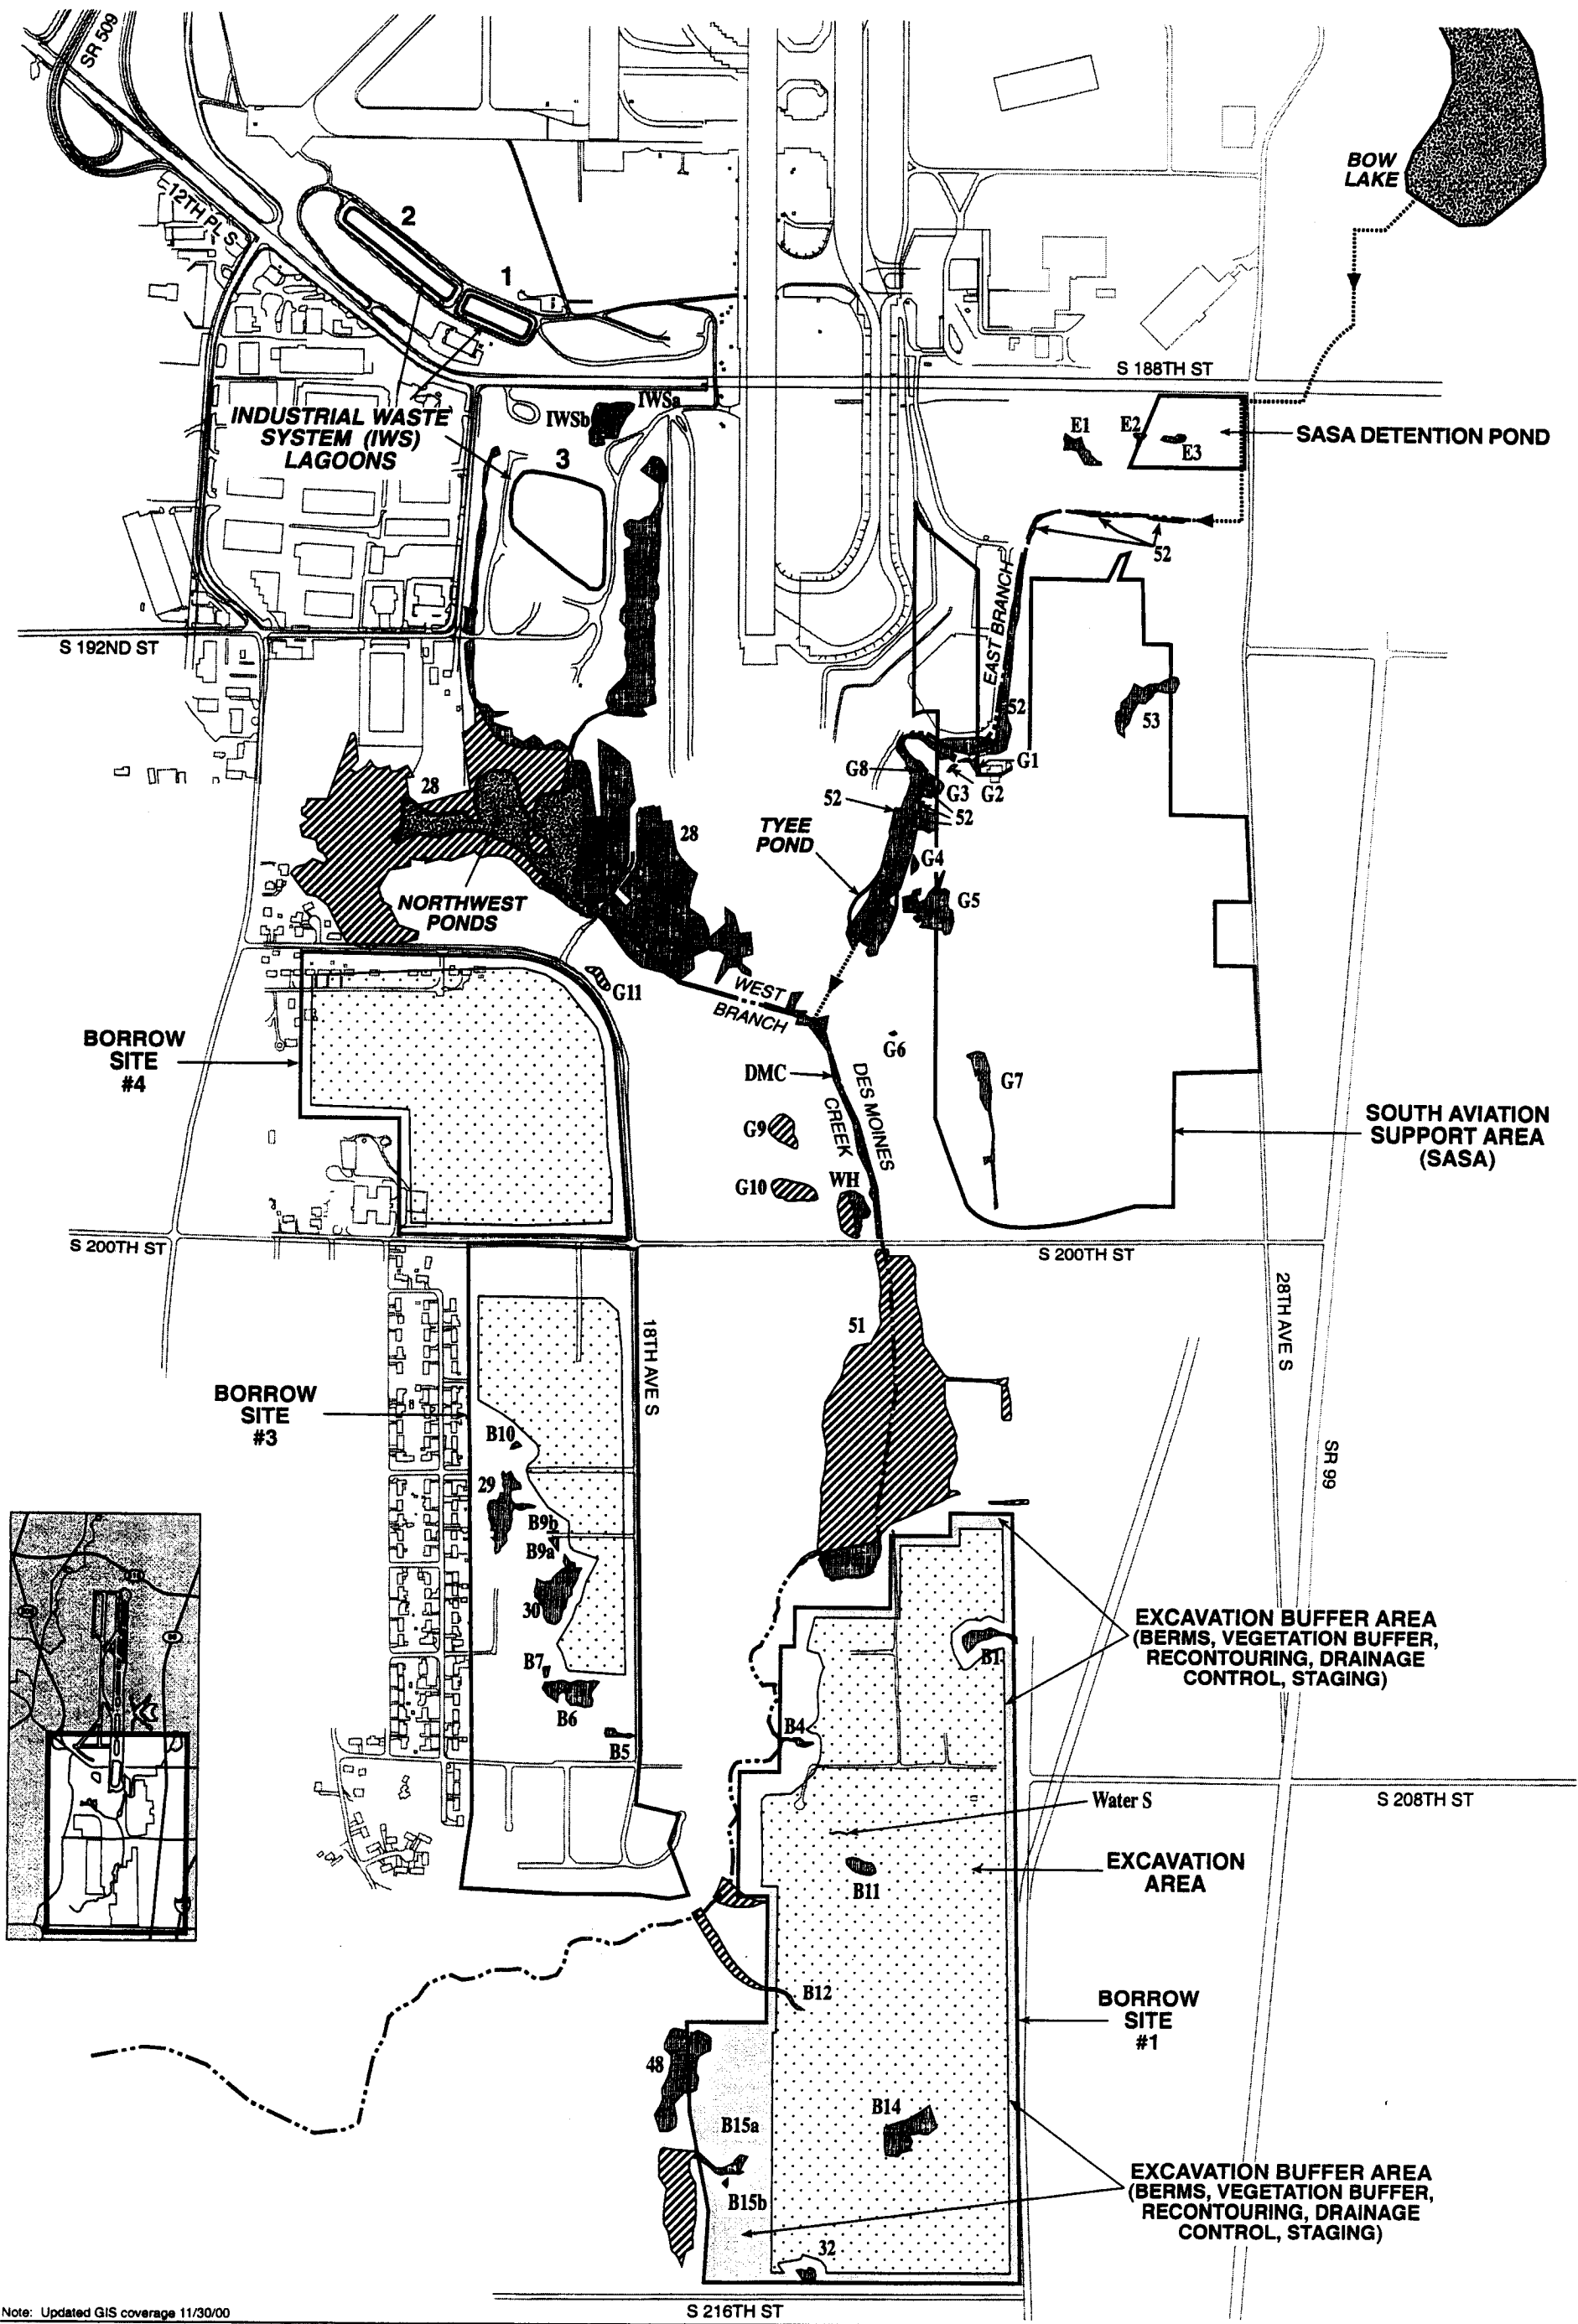 SR 509
BOW
LAKE
12TH PL S
2
1
S 188TH ST
IWSa
IWSb
INDUSTRIAL WASTE
SYSTEM (IWS)
LAGOONS
3
E1
E2
E3
SASA DETENTION POND
52
EAST BRANCH
S 192ND ST
52
53
G1
G8
G3
G2
28
52
52
TYEE
POND
28
G4
G5
NORTHWEST
PONDS
G11
WEST
BRANCH
BORROW
SITE
#4
G6
DMC
DES MOINES
CREEK
G7
G9
SOUTH AVIATION
SUPPORT AREA
(SASA)
G10
WH
S 200TH ST
S 200TH ST
28TH AVE S
51
18TH AVE S
BORROW
SITE
#3
B10
SR 99
29
B9b
B9a
30
EXCAVATION BUFFER AREA
(BERMS, VEGETATION BUFFER,
RECONTOURING, DRAINAGE
CONTROL, STAGING)
B1
B7
B6
B4
B5
Water S
S 208TH ST
EXCAVATION
AREA
B11
B12
BORROW
SITE
#1
48
B14
B15a
EXCAVATION BUFFER AREA
(BERMS, VEGETATION BUFFER,
RECONTOURING, DRAINAGE
CONTROL, STAGING)
B15b
32
Note: Updated GIS coverage 11/30/00
S 216TH ST